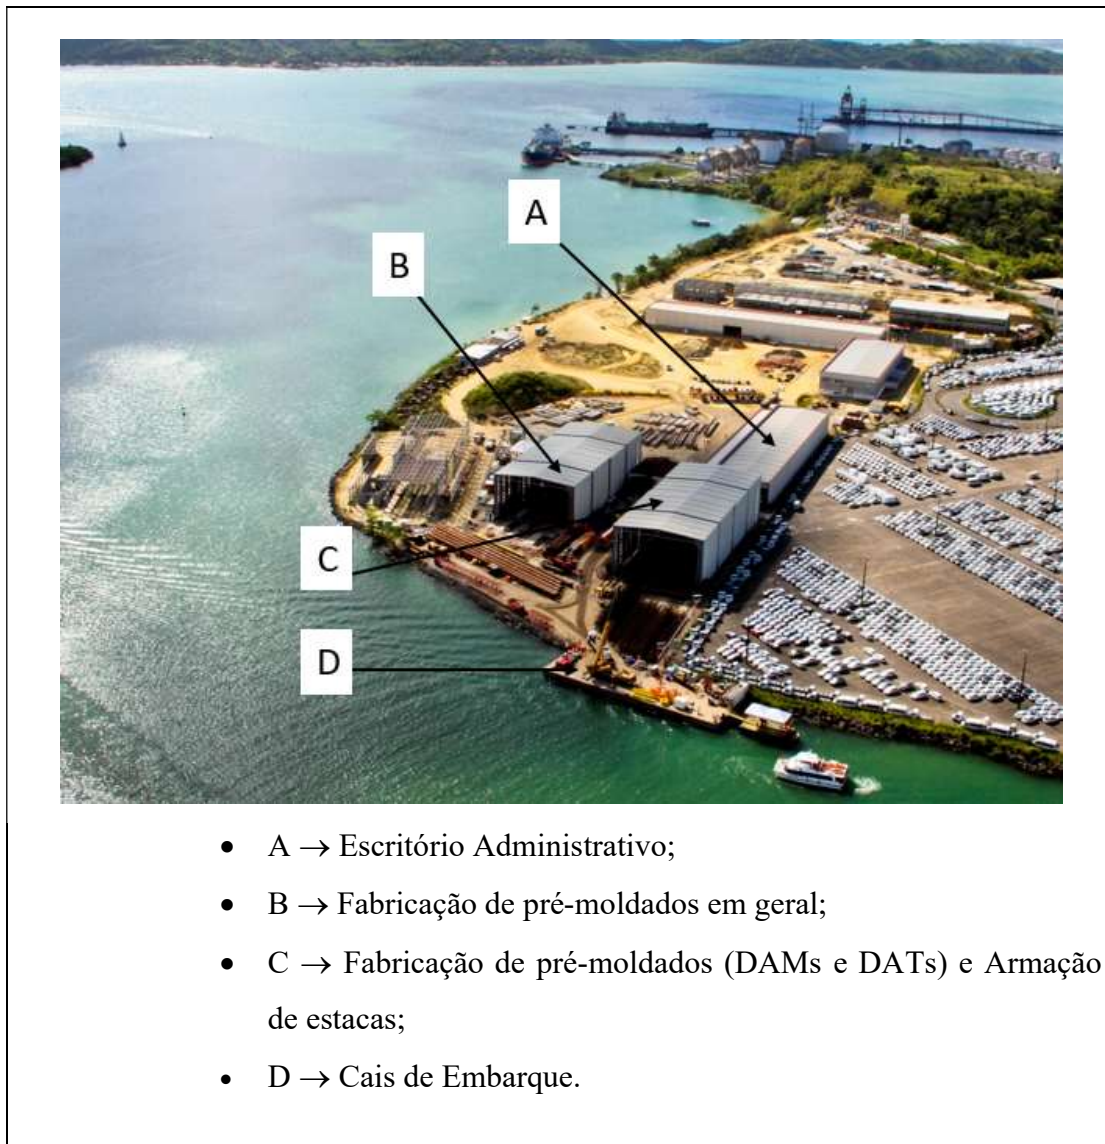 A
B
C
D
• A → Escritório Administrativo;
• B → Fabricação de pré-moldados em geral;
• C → Fabricação de pré-moldados (DAMs e DATs) e Armação
de estacas;
• D → Cais de Embarque.